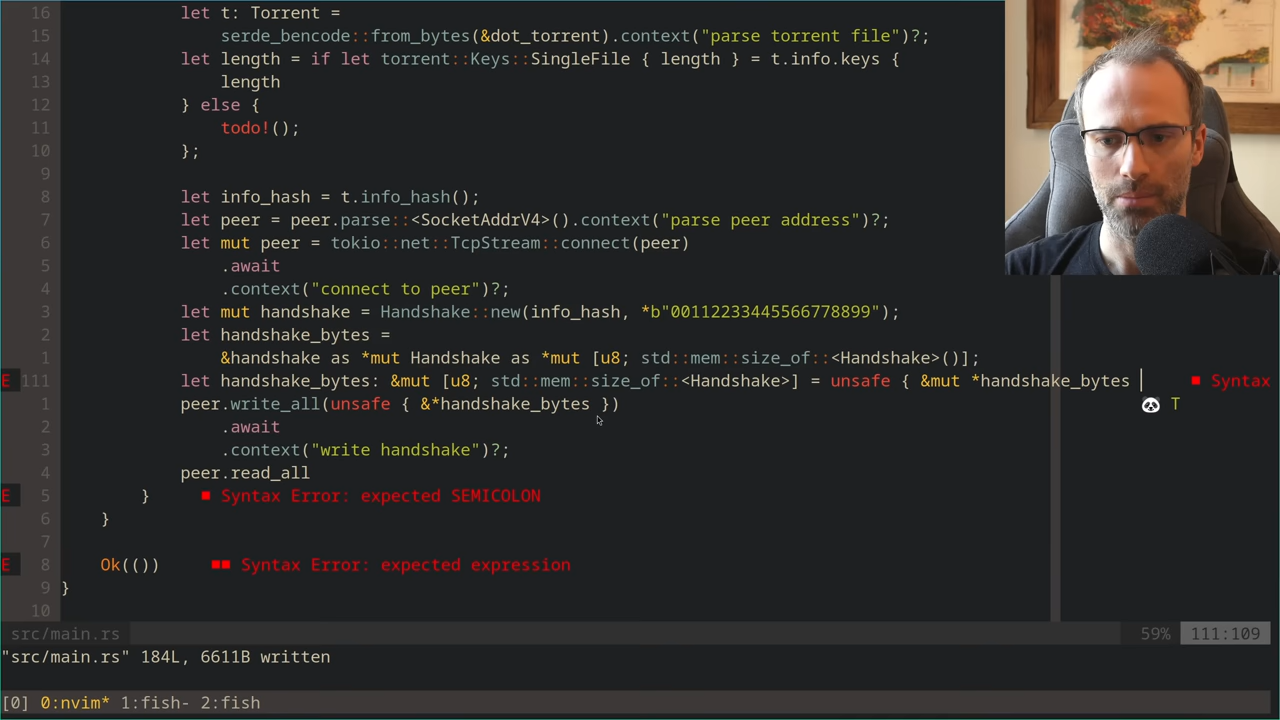 16 let t: Torrent =
15 serde_bencode::from_bytes(&dot_torrent).context("parse torrent file")?;
14 let length = if let torrent::Keys::SingleFile { length } = t.info.keys {
13 length
12 } else {
11 todo!();
10 };
9
8 let info_hash = t.info_hash();
7 let peer = peer.parse::<SocketAddrV4>().context("parse peer address")?;
6 let mut peer = tokio::net::TcpStream::connect(peer)
5 .await
4 .context("connect to peer")?;
3 let mut handshake = Handshake::new(info_hash, *b"00112233445566778899");
2 let handshake_bytes =
1 &handshake as *mut Handshake as *mut [u8; std::mem::size_of::<Handshake>()];
E 111 let handshake_bytes: &mut [u8; std::mem::size_of::<Handshake>] = unsafe { &mut *handshake_bytes ■ Syntax
1 peer.write_all(unsafe { &*handshake_bytes }) 🐼 T
2 .await
3 .context("write handshake")?;
4 peer.read_all
E 5 } ■ Syntax Error: expected SEMICOLON
6 }
7
E 8 Ok(()) ■■ Syntax Error: expected expression
9 }
10
src/main.rs 59% 111:109
"src/main.rs" 184L, 6611B written
[0] 0:nvim* 1:fish- 2:fish